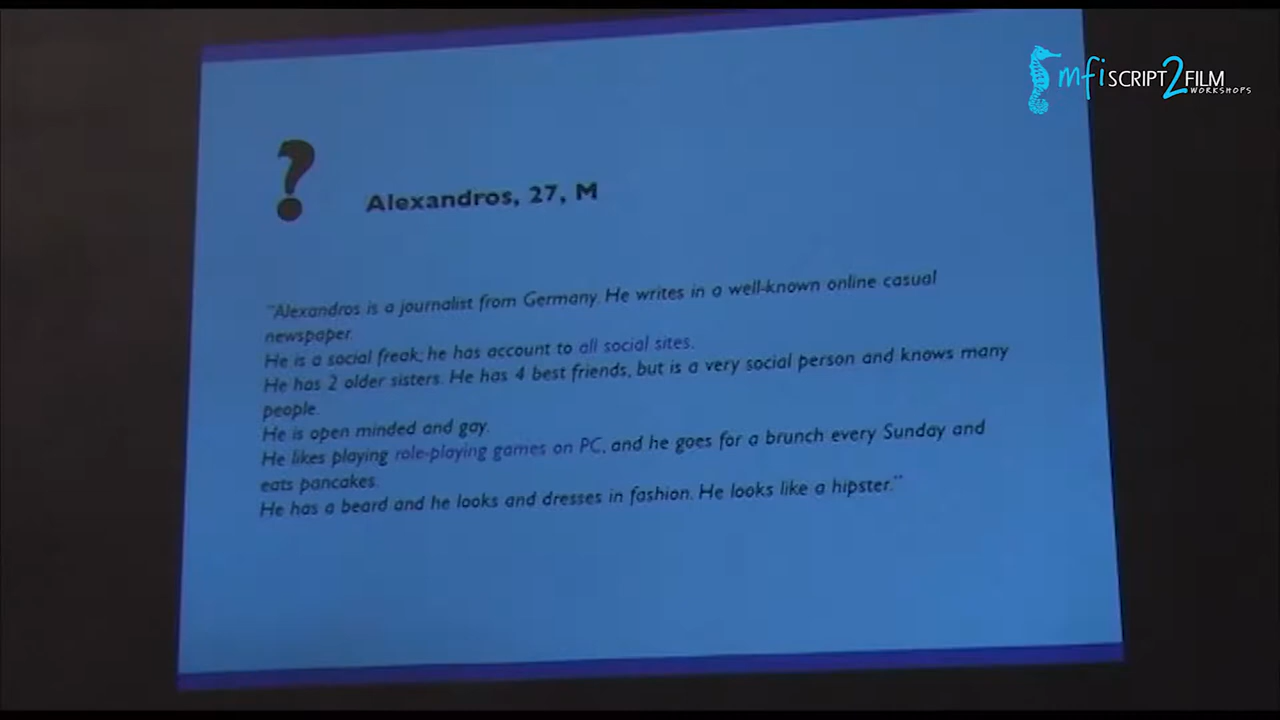 mfi SCRIPT2FILM
WORKSHOPS
?
Alexandros, 27, M
"Alexandros is a journalist from Germany. He writes in a well-known online casual
newspaper.
He is a social freak; he has account to all social sites.
He has 2 older sisters. He has 4 best friends, but is a very social person and knows many
people.
He is open minded and gay.
He likes playing role-playing games on PC, and he goes for a brunch every Sunday and
eats pancakes.
He has a beard and he looks and dresses in fashion. He looks like a hipster."